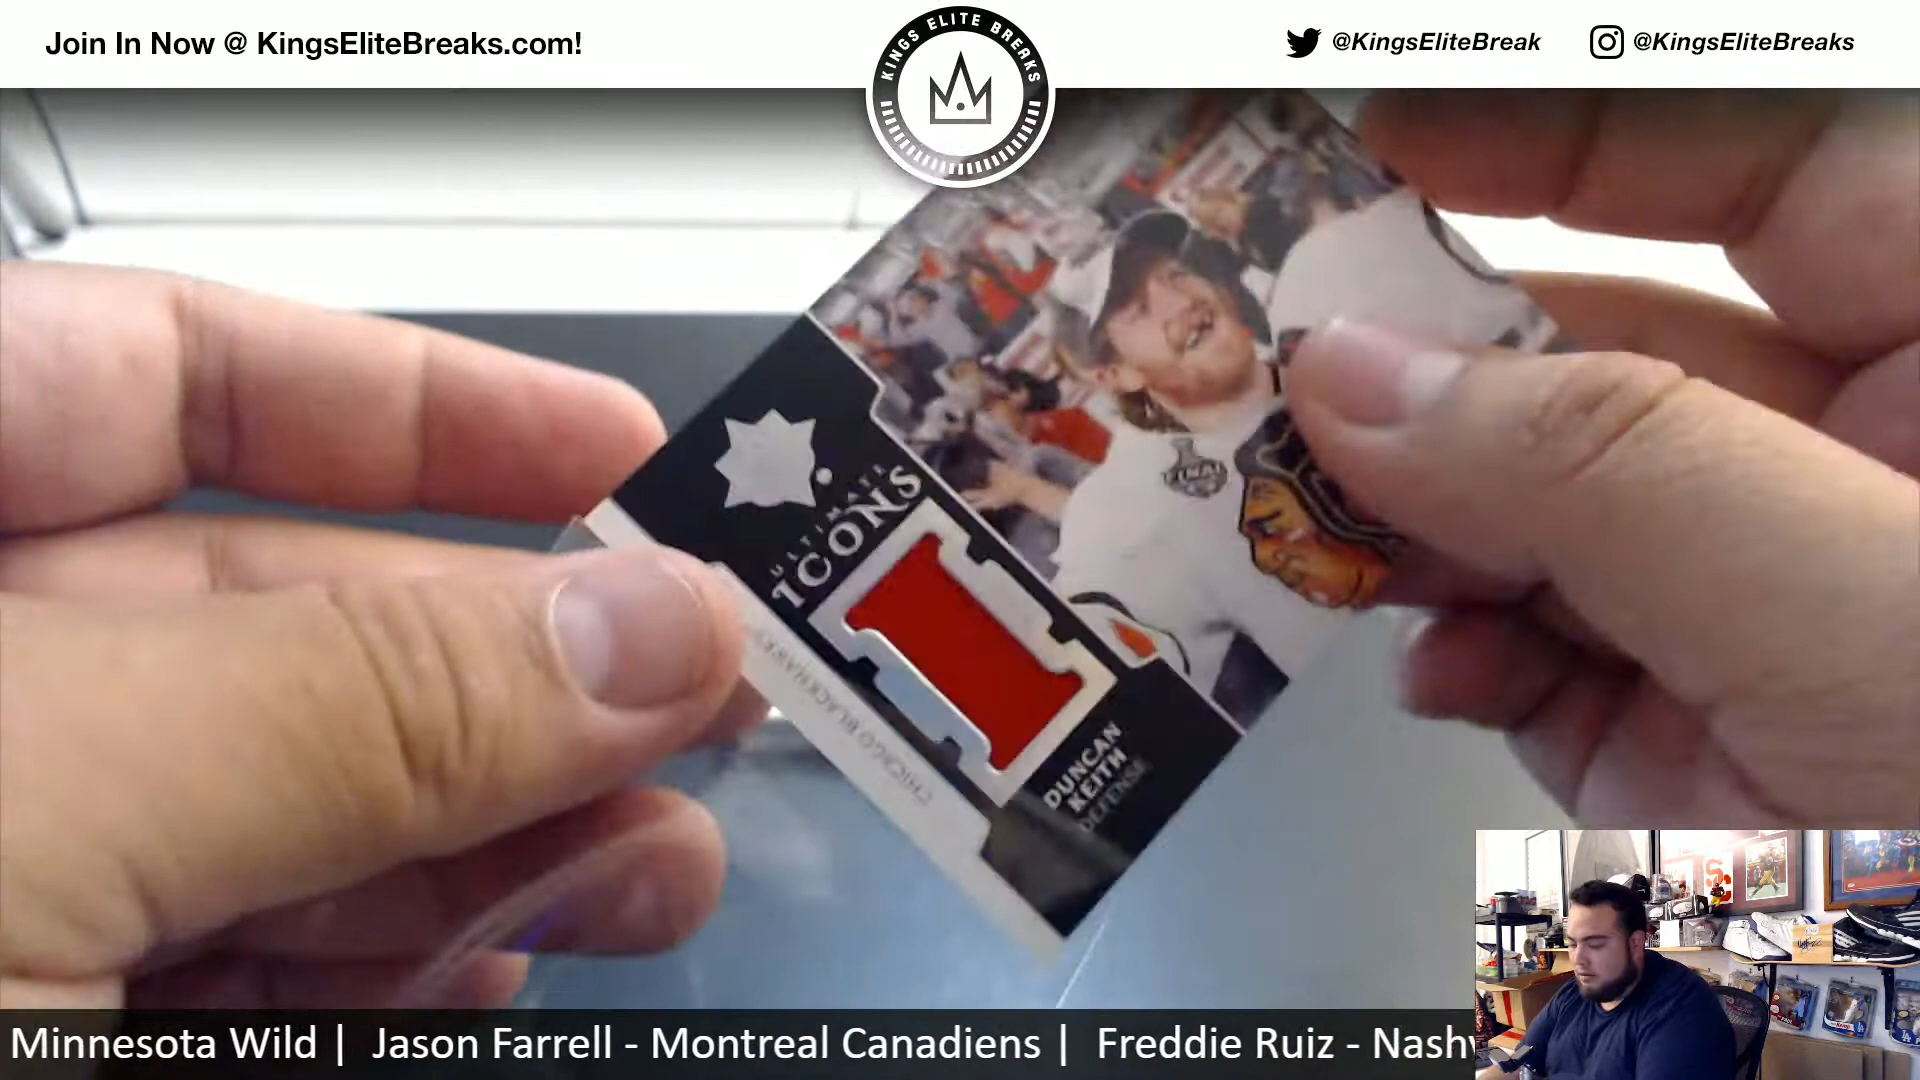 Join In Now @ KingsEliteBreaks.com!
KINGS ELITE BREAKS
@KingsEliteBreak
@KingsEliteBreaks
FINAL
ULTIMATE
ICONS
DUNCAN
KEITH
DEFENSE
CHICAGO BLACKHAWKS
Minnesota Wild | Jason Farrell - Montreal Canadiens | Freddie Ruiz - Nash